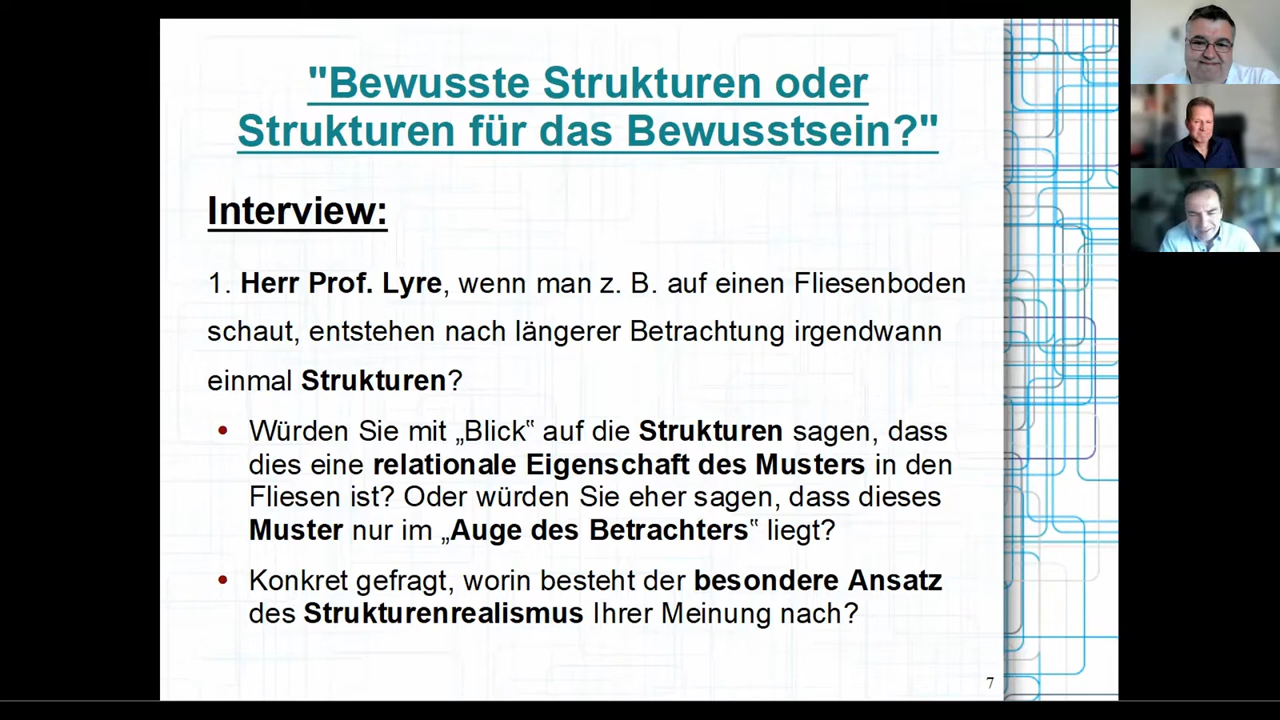 "Bewusste Strukturen oder
Strukturen für das Bewusstsein?"
Interview:
1. Herr Prof. Lyre, wenn man z. B. auf einen Fliesenboden
schaut, entstehen nach längerer Betrachtung irgendwann
einmal Strukturen?
• Würden Sie mit „Blick‟ auf die Strukturen sagen, dass
dies eine relationale Eigenschaft des Musters in den
Fliesen ist? Oder würden Sie eher sagen, dass dieses
Muster nur im „Auge des Betrachters‟ liegt?
• Konkret gefragt, worin besteht der besondere Ansatz
des Strukturenrealismus Ihrer Meinung nach?
7